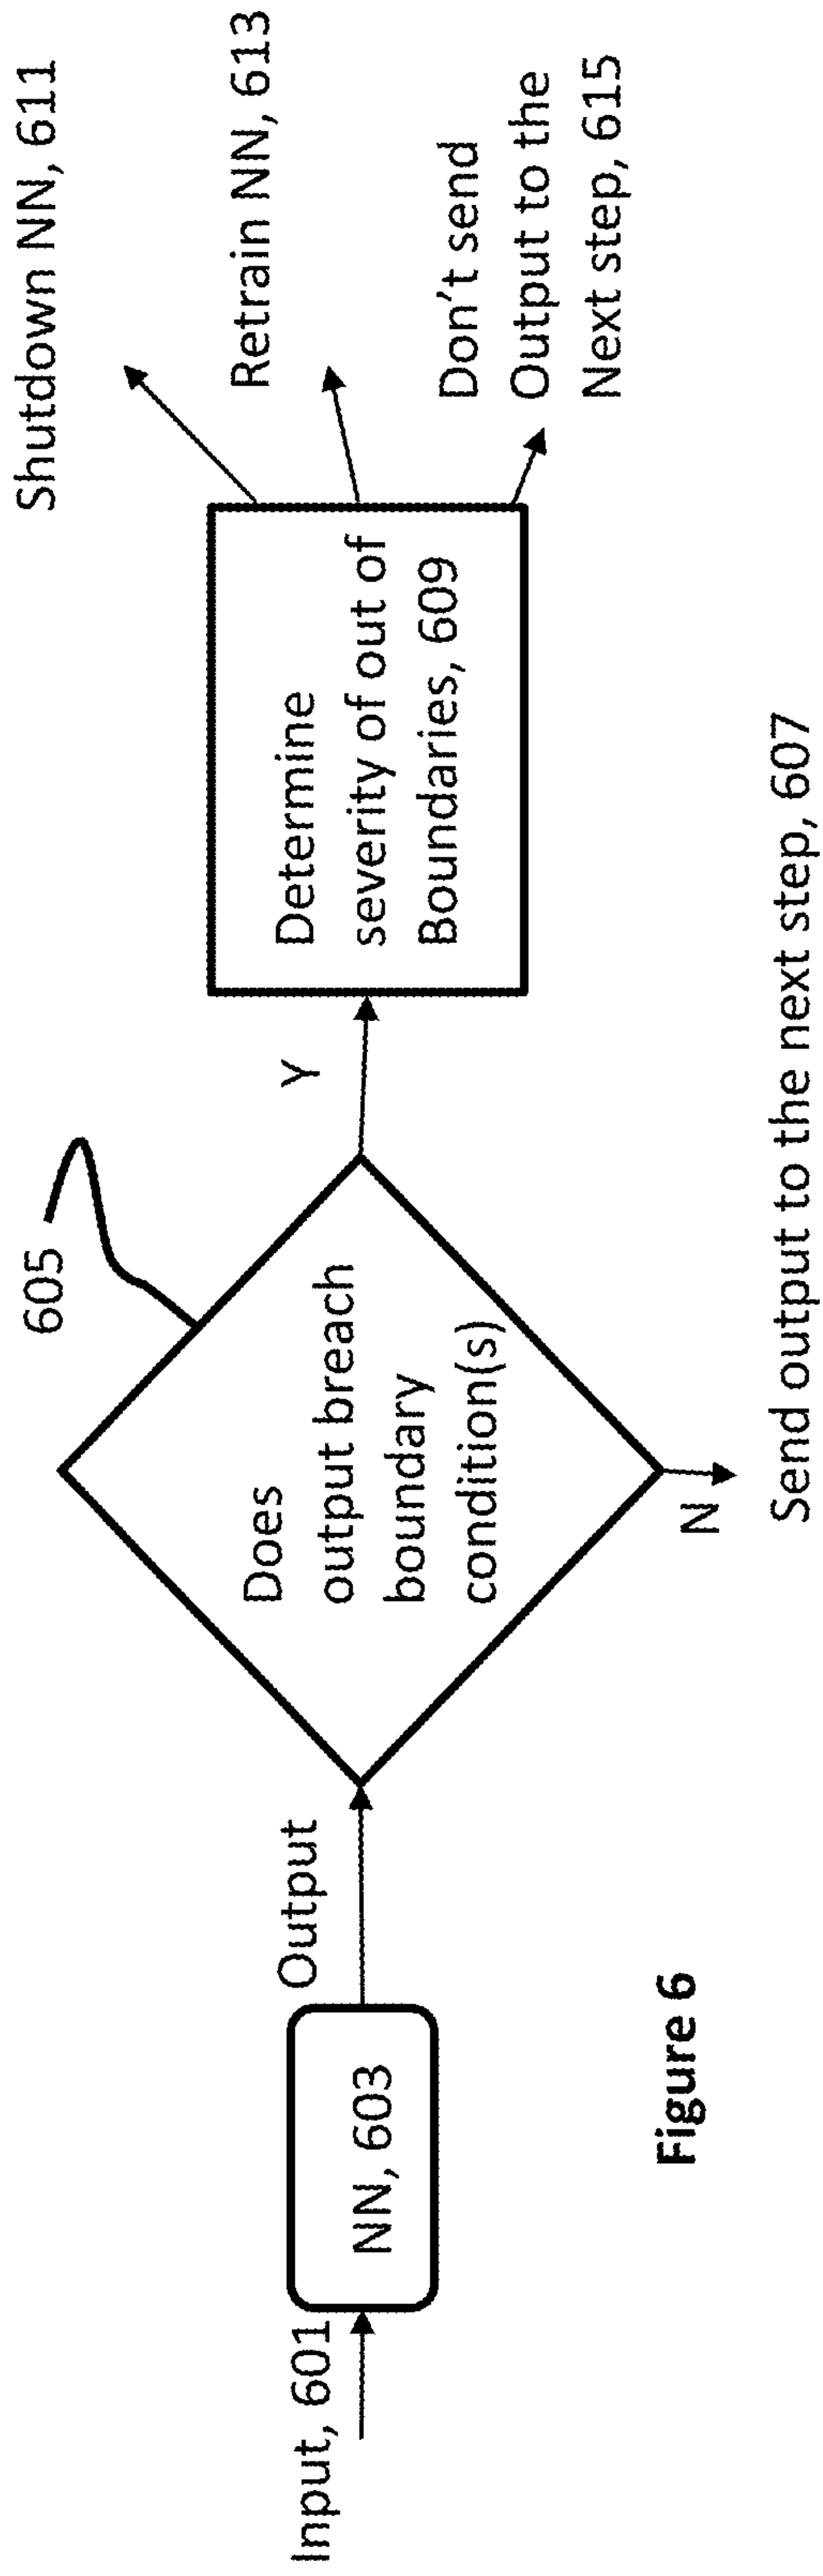 Input, 601
NN, 603
Output
605
Does
output breach
boundary
condition(s)
Y
N
Send output to the next step, 607
Determine
severity of out of
Boundaries, 609
Shutdown NN, 611
Retrain NN, 613
Don't send
Output to the
Next step, 615
Figure 6